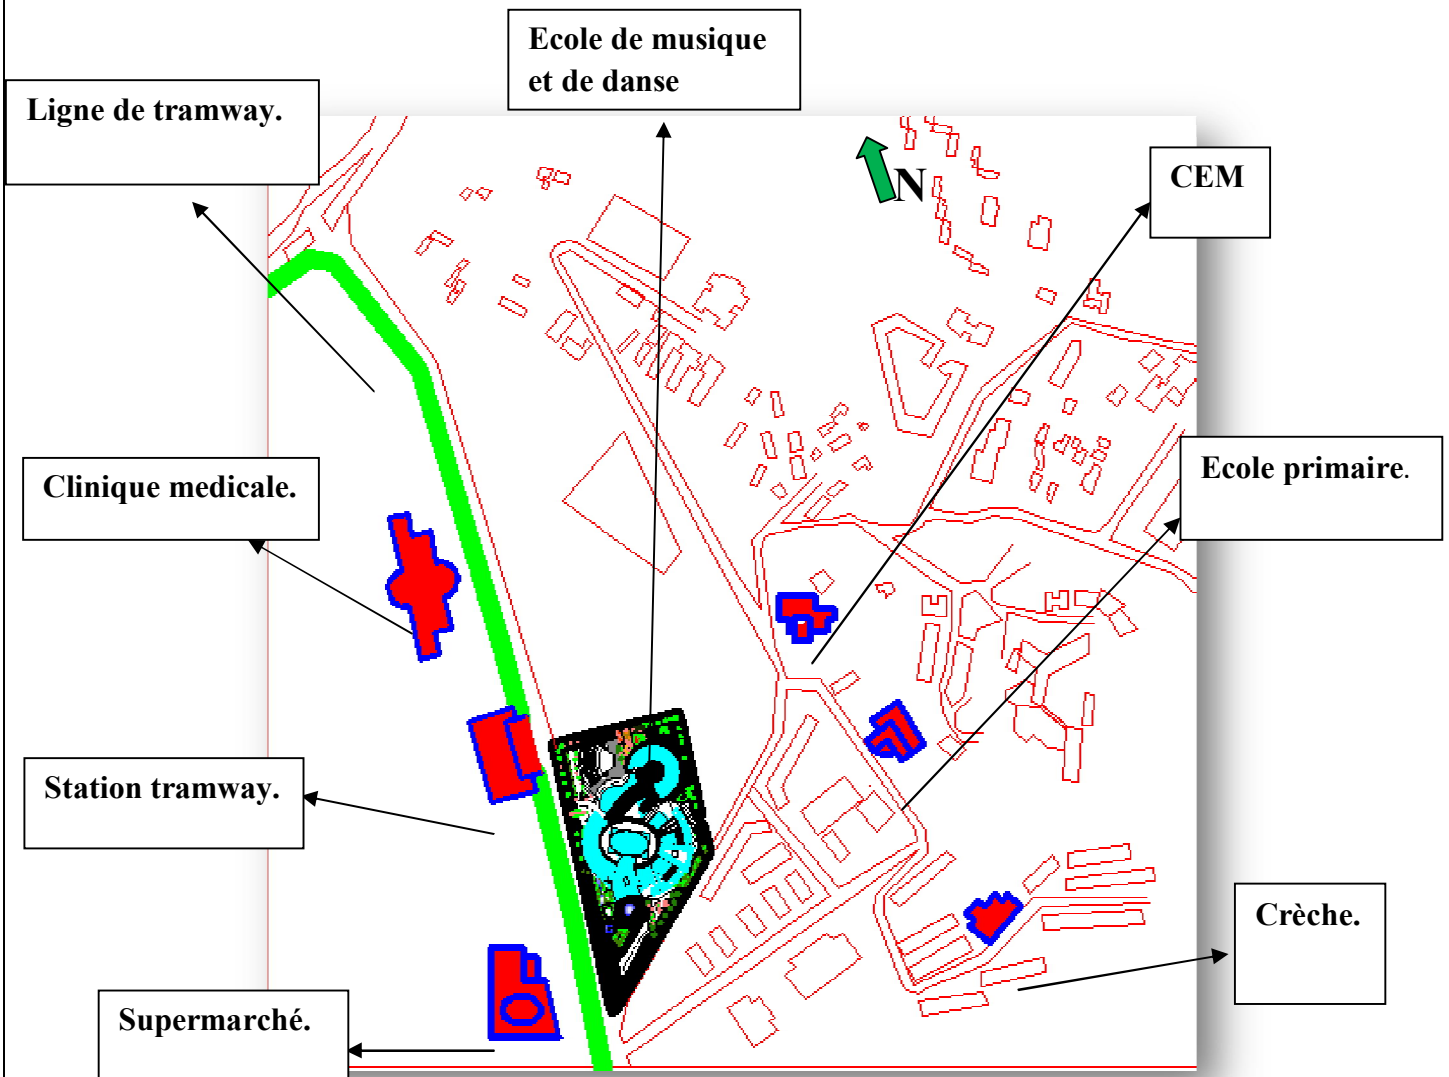 Ecole de musique
et de danse
Ligne de tramway.
N
CEM
Ecole primaire.
Clinique medicale.
Station tramway.
Crèche.
Supermarché.